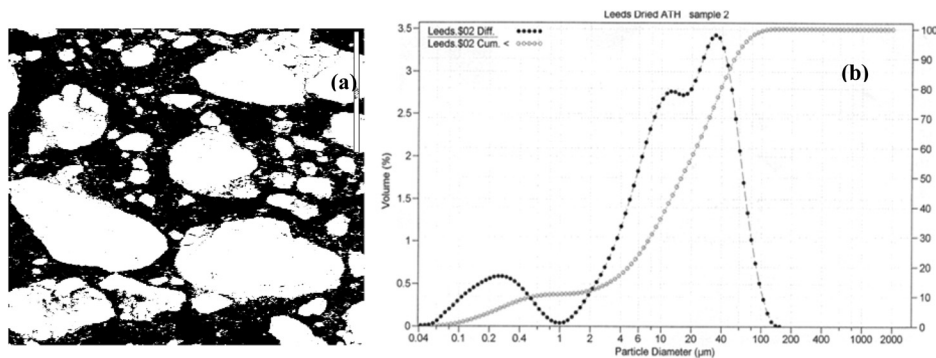 (a)
Leeds Dried ATH sample 2
Leeds.$02 Diff.
Leeds.$02 Cum. <
(b)
Volume (%)
3.5
3
2.5
2
1.5
1
0.5
0
100
90
80
70
60
50
40
30
20
10
0
0.04 0.1 0.2 0.4 1 2 4 6 10 20 40 100 200 400 1000 2000
Particle Diameter (µm)